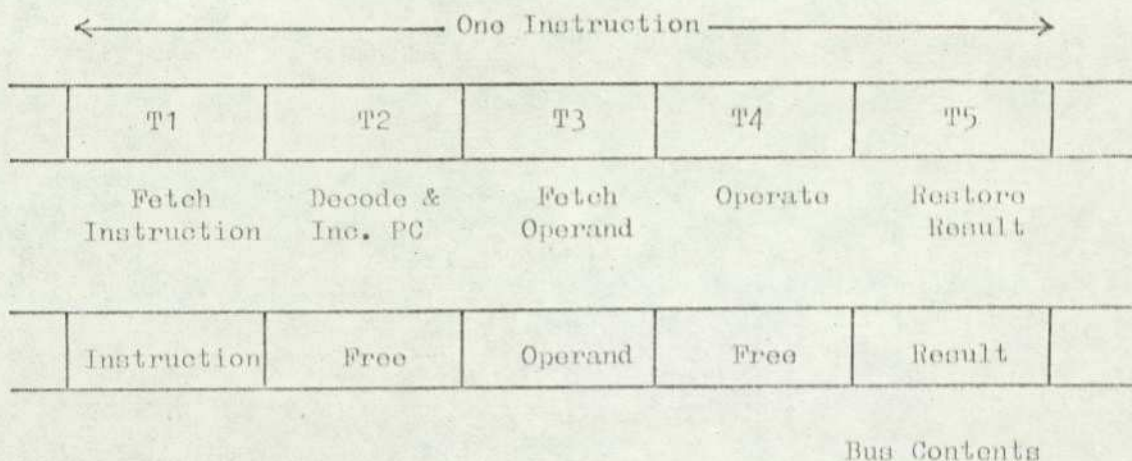 One Instruction
T1 T2 T3 T4 T5
Fetch Decode & Fetch Operate Restore
Instruction Inc. PC Operand Result
Instruction Free Operand Free Result
Bus Contents